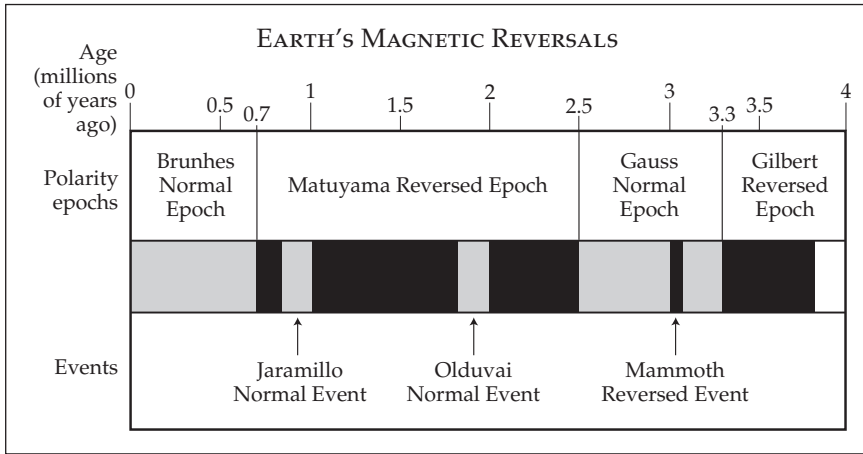 EARTH'S MAGNETIC REVERSALS
Age
(millions
of years
ago)
0
0.5
0.7
1
1.5
2
2.5
3
3.3
3.5
4
Polarity
epochs
Brunhes
Normal
Epoch
Matuyama Reversed Epoch
Gauss
Normal
Epoch
Gilbert
Reversed
Epoch
Events
Jaramillo
Normal Event
Olduvai
Normal Event
Mammoth
Reversed Event